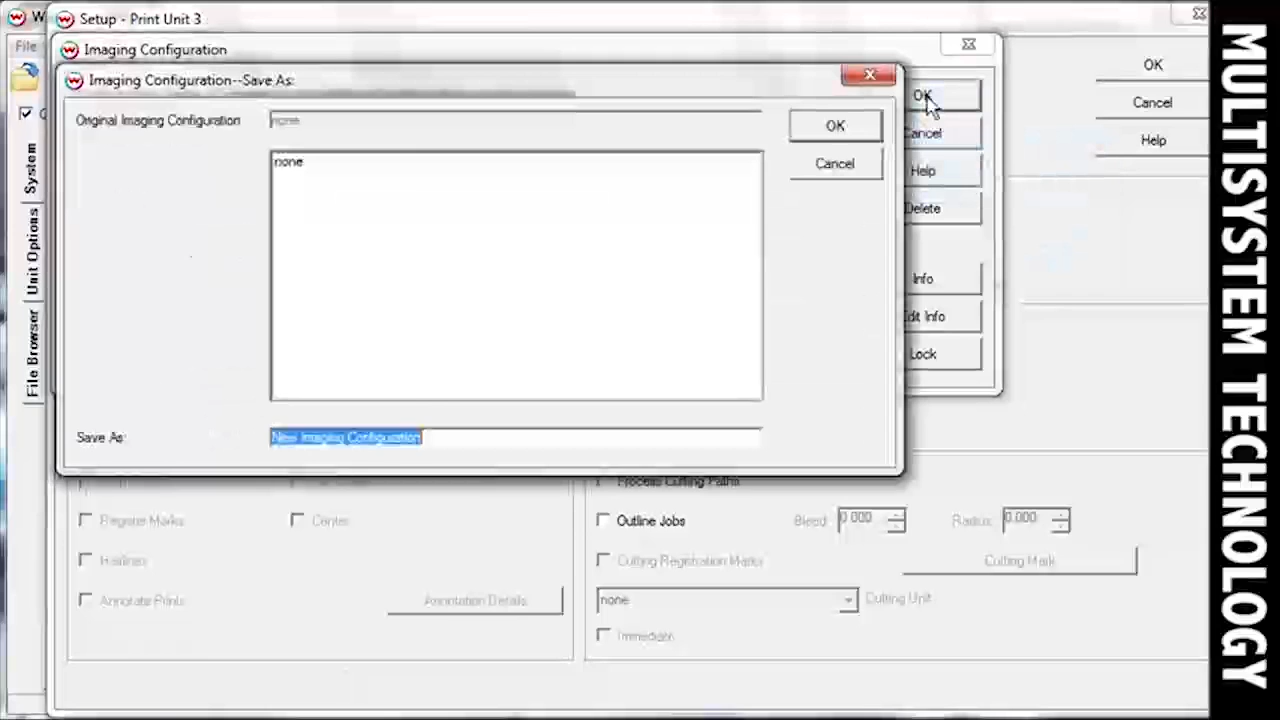 W
Setup - Print Unit 3
File
Imaging Configuration
Imaging Configuration--Save As:
OK
Cancel
Help
Original Imaging Configuration
none
OK
Cancel
none
OK
Cancel
Help
Delete
Info
Edit Info
Lock
System
Unit Options
File Browser
Save As:
New Imaging Configuration
Process Cutting Paths
Register Marks
Center
Outline Jobs
Bleed:
0.000
Radius:
0.000
Hairlines
Cutting Registration Marks
Cutting Mark
Annotate Prints
Annotation Details
none
Cutting Unit
Immediate
MULTISYSTEM TECHNOLOGY